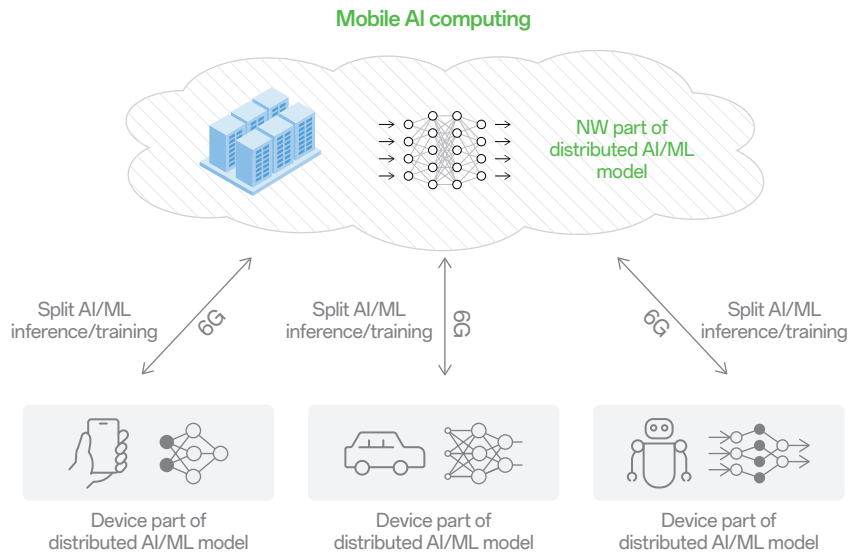 Mobile AI computing
NW part of
distributed AI/ML
model
Split AI/ML
inference/training
6G
Split AI/ML
inference/training
6G
6G
Split AI/ML
inference/training
Device part of
distributed AI/ML model
Device part of
distributed AI/ML model
Device part of
distributed AI/ML model